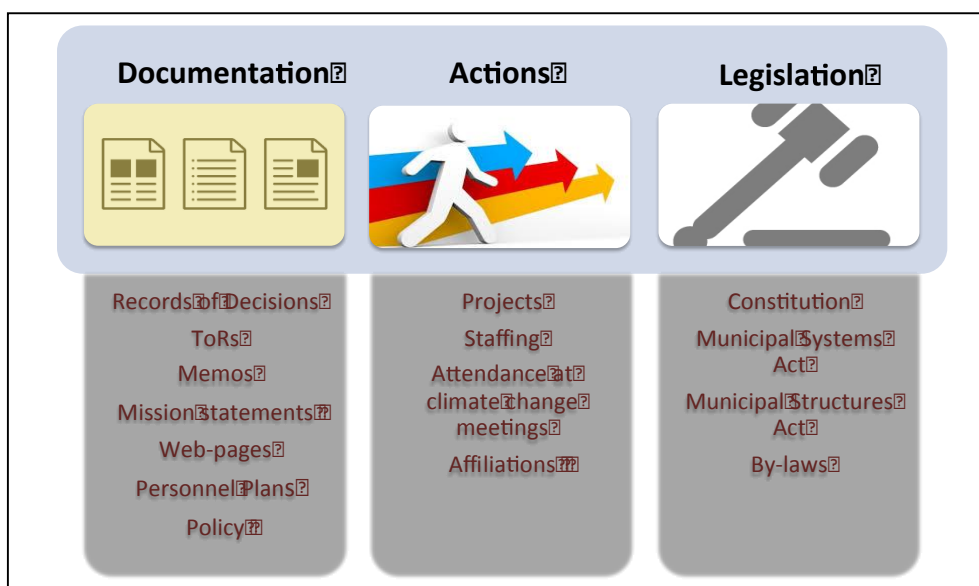 Documentation
Actions
Legislation
Records of Decisions
ToRs
Memos
Mission statements
Web-pages
Personnel Plans
Policy
Projects
Staffing
Attendance at
climate change
meetings
Affiliations
Constitution
Municipal Systems
Act
Municipal Structures
Act
By-laws